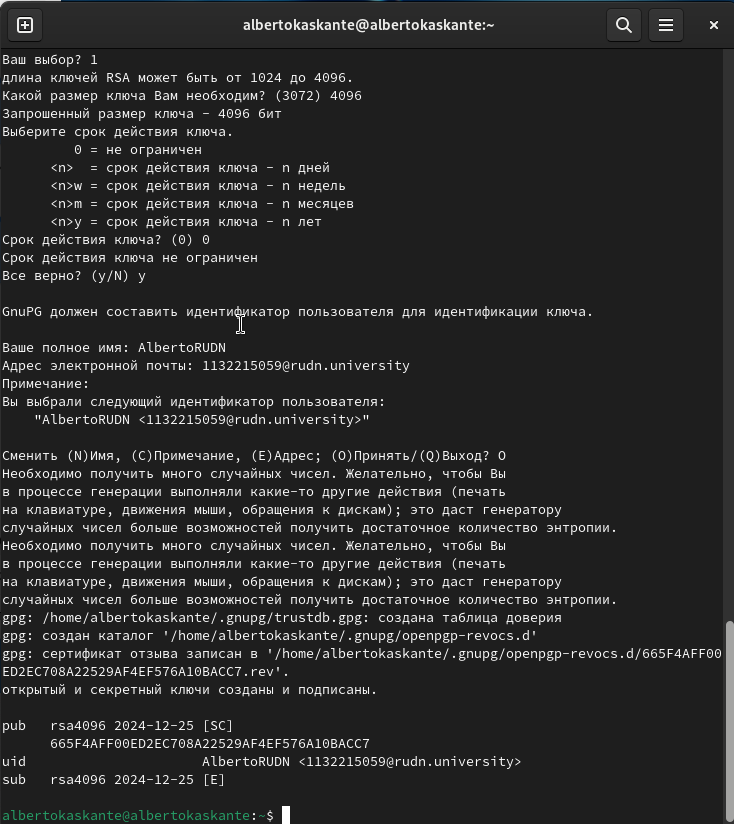 albertokaskante@albertokaskante:~
Ваш выбор? 1
длина ключей RSA может быть от 1024 до 4096.
Какой размер ключа Вам необходим? (3072) 4096
Запрошенный размер ключа - 4096 бит
Выберите срок действия ключа.
0 = не ограничен
<n> = срок действия ключа - n дней
<n>w = срок действия ключа - n недель
<n>m = срок действия ключа - n месяцев
<n>y = срок действия ключа - n лет
Срок действия ключа? (0) 0
Срок действия ключа не ограничен
Все верно? (y/N) y
GnuPG должен составить идентификатор пользователя для идентификации ключа.
Ваше полное имя: AlbertoRUDN
Адрес электронной почты: 1132215059@rudn.university
Примечание:
Вы выбрали следующий идентификатор пользователя:
"AlbertoRUDN <1132215059@rudn.university>"
Сменить (N)Имя, (C)Примечание, (E)Адрес; (O)Принять/(Q)Выход? O
Необходимо получить много случайных чисел. Желательно, чтобы Вы
в процессе генерации выполняли какие-то другие действия (печать
на клавиатуре, движения мыши, обращения к дискам); это даст генератору
случайных чисел больше возможностей получить достаточное количество энтропии.
Необходимо получить много случайных чисел. Желательно, чтобы Вы
в процессе генерации выполняли какие-то другие действия (печать
на клавиатуре, движения мыши, обращения к дискам); это даст генератору
случайных чисел больше возможностей получить достаточное количество энтропии.
gpg: /home/albertokaskante/.gnupg/trustdb.gpg: создана таблица доверия
gpg: создан каталог '/home/albertokaskante/.gnupg/openpgp-revocs.d'
gpg: сертификат отзыва записан в '/home/albertokaskante/.gnupg/openpgp-revocs.d/665F4AFF00
ED2EC708A22529AF4EF576A10BACC7.rev'.
открытый и секретный ключи созданы и подписаны.
pub rsa4096 2024-12-25 [SC]
665F4AFF00ED2EC708A22529AF4EF576A10BACC7
uid AlbertoRUDN <1132215059@rudn.university>
sub rsa4096 2024-12-25 [E]
albertokaskante@albertokaskante:~$